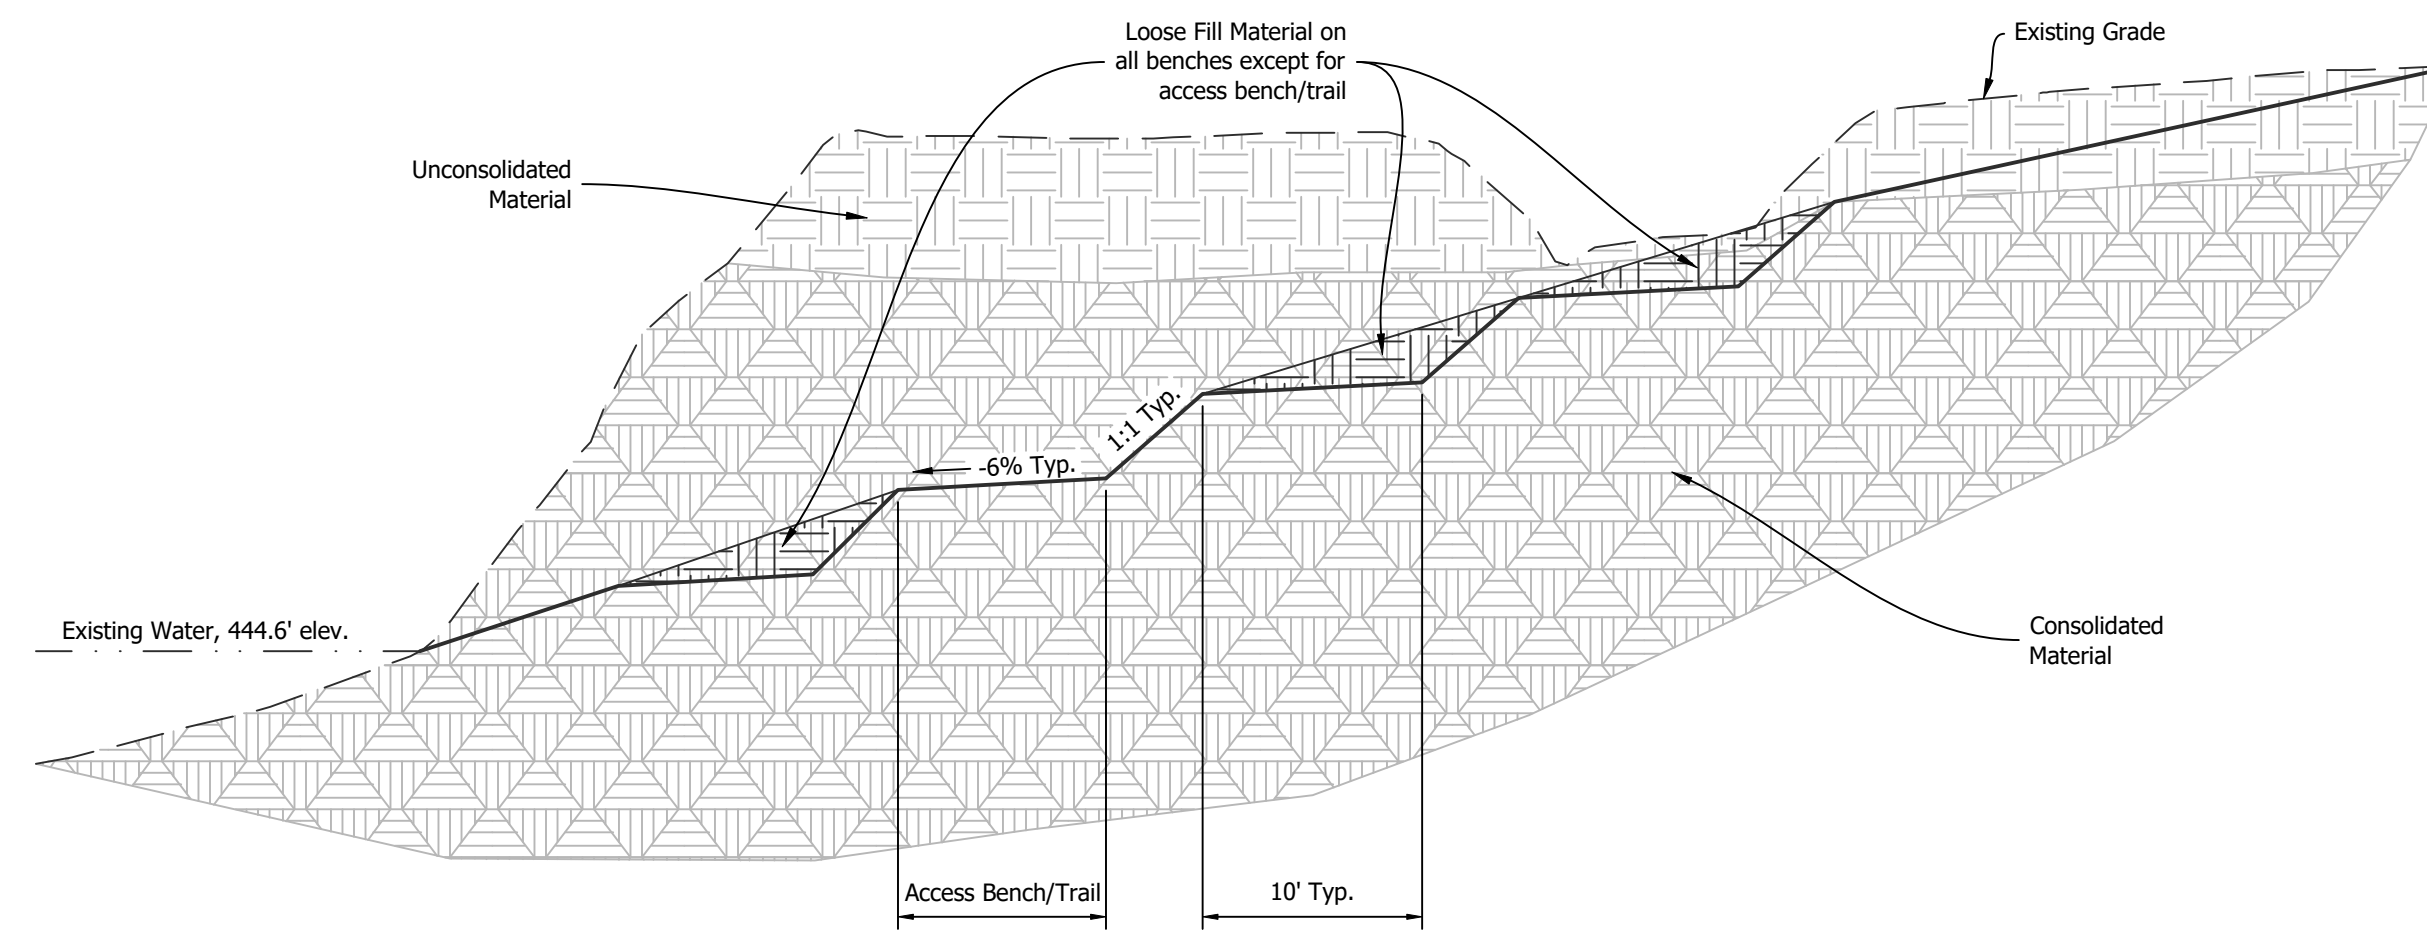 Loose Fill Material on
all benches except for
access bench/trail
Existing Grade
Unconsolidated
Material
1:1 Typ.
-6% Typ.
Existing Water, 444.6' elev.
Consolidated
Material
Access Bench/Trail
10' Typ.